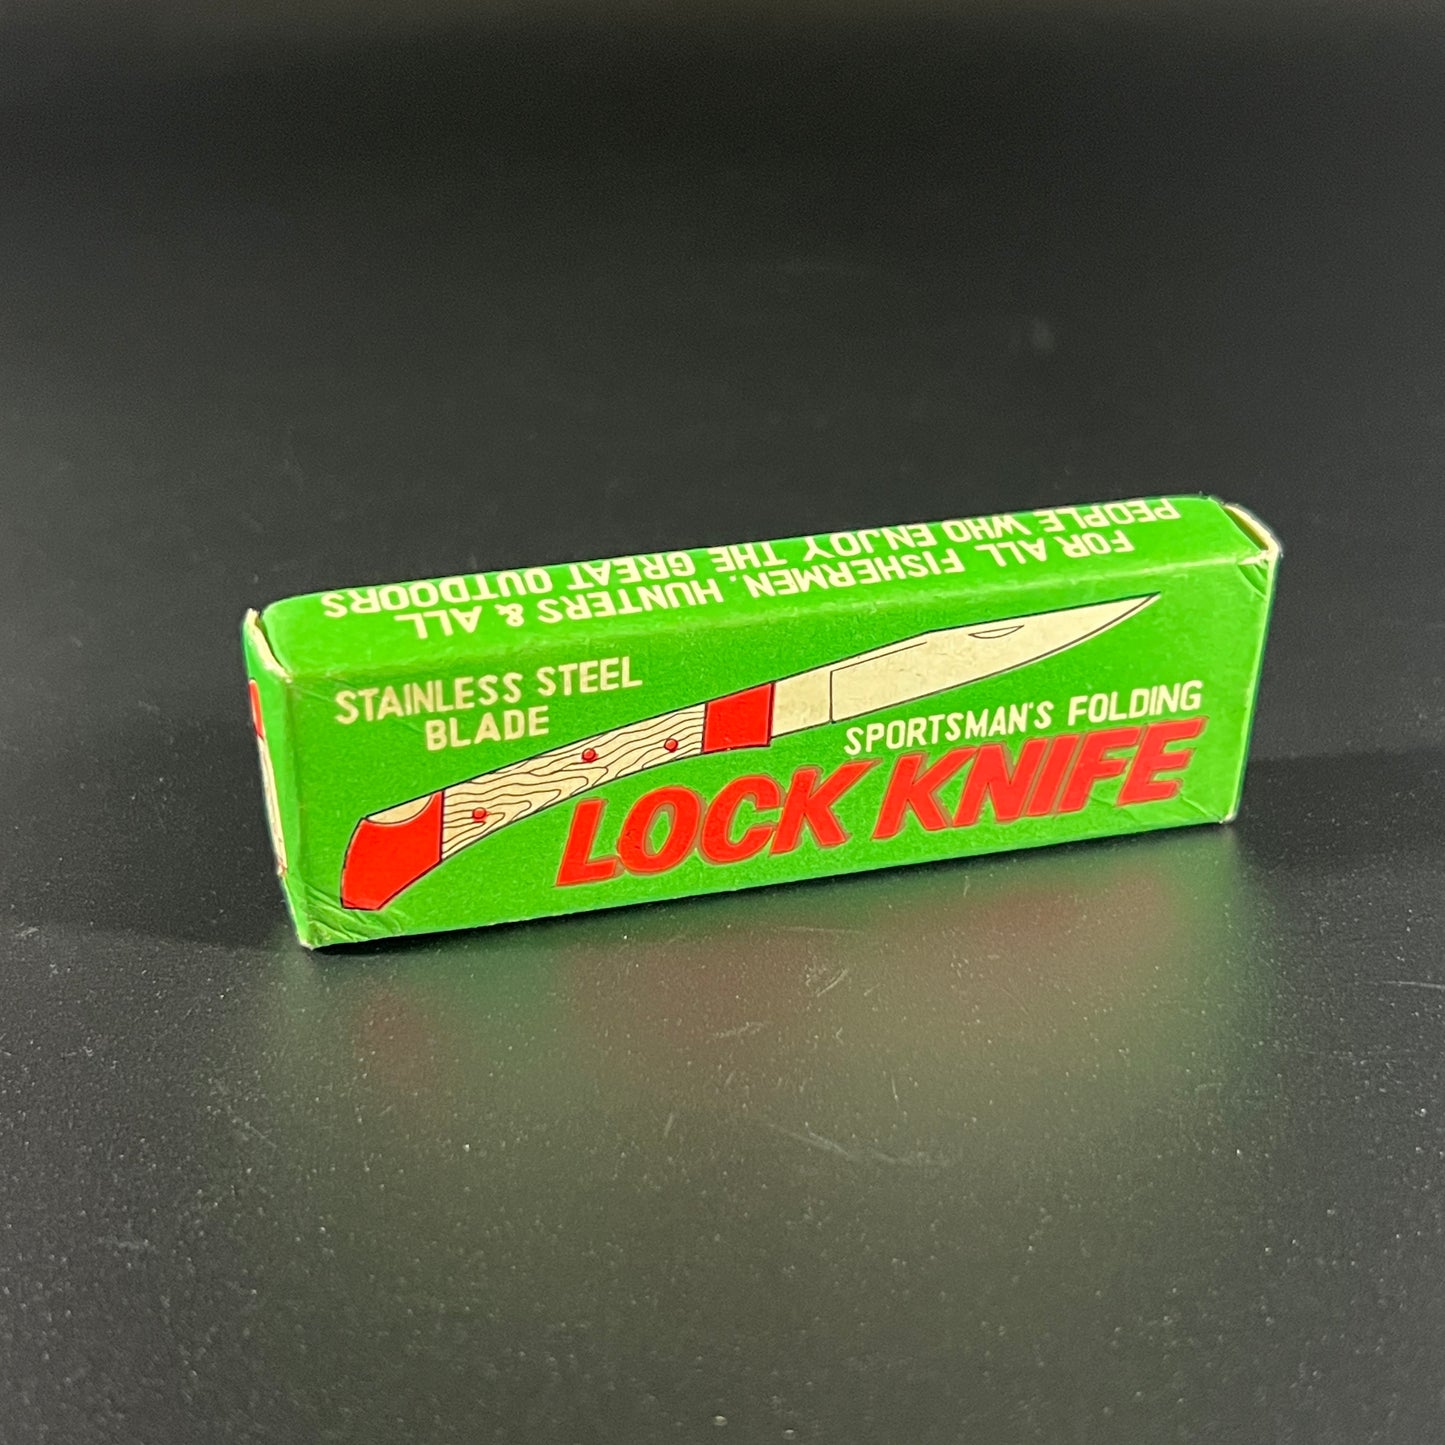 FOR ALL FISHERMEN, HUNTERS & ALL
PEOPLE WHO ENJOY THE GREAT OUTDOORS
STAINLESS STEEL
BLADE
SPORTSMAN'S FOLDING
LOCK KNIFE